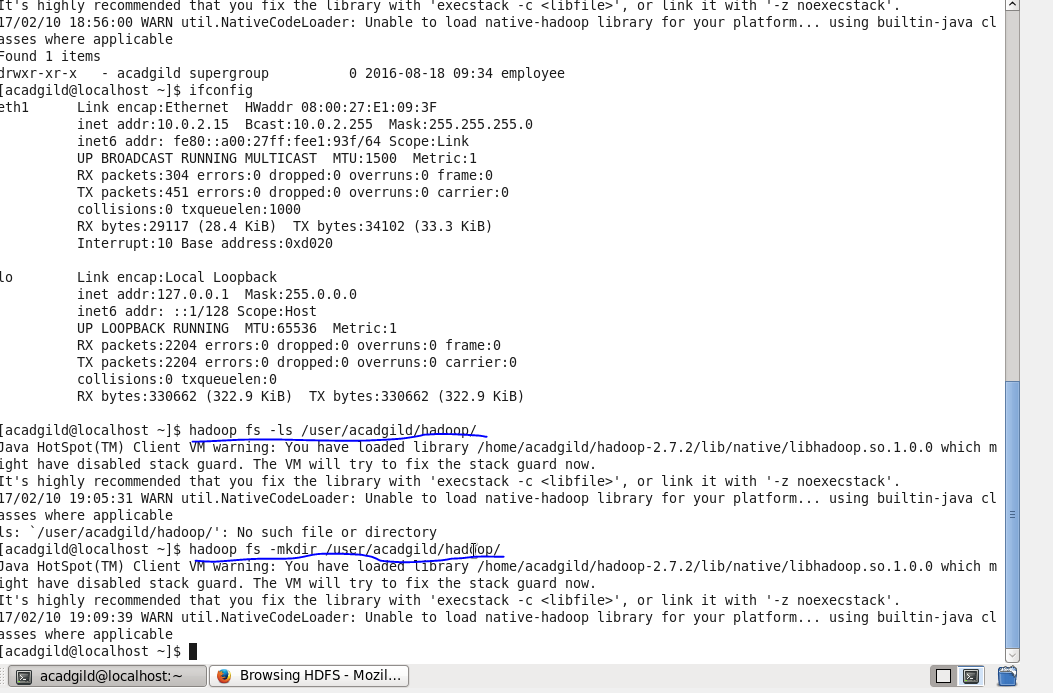 It's highly recommended that you fix the library with 'execstack -c <libfile>', or link it with '-z noexecstack'.
17/02/10 18:56:00 WARN util.NativeCodeLoader: Unable to load native-hadoop library for your platform... using builtin-java cl
asses where applicable
Found 1 items
drwxr-xr-x   - acadgild supergroup          0 2016-08-18 09:34 employee
[acadgild@localhost ~]$ ifconfig
eth1      Link encap:Ethernet  HWaddr 08:00:27:E1:09:3F
          inet addr:10.0.2.15  Bcast:10.0.2.255  Mask:255.255.255.0
          inet6 addr: fe80::a00:27ff:fee1:93f/64 Scope:Link
          UP BROADCAST RUNNING MULTICAST  MTU:1500  Metric:1
          RX packets:304 errors:0 dropped:0 overruns:0 frame:0
          TX packets:451 errors:0 dropped:0 overruns:0 carrier:0
          collisions:0 txqueuelen:1000
          RX bytes:29117 (28.4 KiB)  TX bytes:34102 (33.3 KiB)
          Interrupt:10 Base address:0xd020
lo        Link encap:Local Loopback
          inet addr:127.0.0.1  Mask:255.0.0.0
          inet6 addr: ::1/128 Scope:Host
          UP LOOPBACK RUNNING  MTU:65536  Metric:1
          RX packets:2204 errors:0 dropped:0 overruns:0 frame:0
          TX packets:2204 errors:0 dropped:0 overruns:0 carrier:0
          collisions:0 txqueuelen:0
          RX bytes:330662 (322.9 KiB)  TX bytes:330662 (322.9 KiB)
[acadgild@localhost ~]$ hadoop fs -ls /user/acadgild/hadoop/
Java HotSpot(TM) Client VM warning: You have loaded library /home/acadgild/hadoop-2.7.2/lib/native/libhadoop.so.1.0.0 which m
ight have disabled stack guard. The VM will try to fix the stack guard now.
It's highly recommended that you fix the library with 'execstack -c <libfile>', or link it with '-z noexecstack'.
17/02/10 19:05:31 WARN util.NativeCodeLoader: Unable to load native-hadoop library for your platform... using builtin-java cl
asses where applicable
ls: `/user/acadgild/hadoop/': No such file or directory
[acadgild@localhost ~]$ hadoop fs -mkdir /user/acadgild/hadoop/
Java HotSpot(TM) Client VM warning: You have loaded library /home/acadgild/hadoop-2.7.2/lib/native/libhadoop.so.1.0.0 which m
ight have disabled stack guard. The VM will try to fix the stack guard now.
It's highly recommended that you fix the library with 'execstack -c <libfile>', or link it with '-z noexecstack'.
17/02/10 19:09:39 WARN util.NativeCodeLoader: Unable to load native-hadoop library for your platform... using builtin-java cl
asses where applicable
[acadgild@localhost ~]$
acadgild@localhost:~ Browsing HDFS - Mozil...